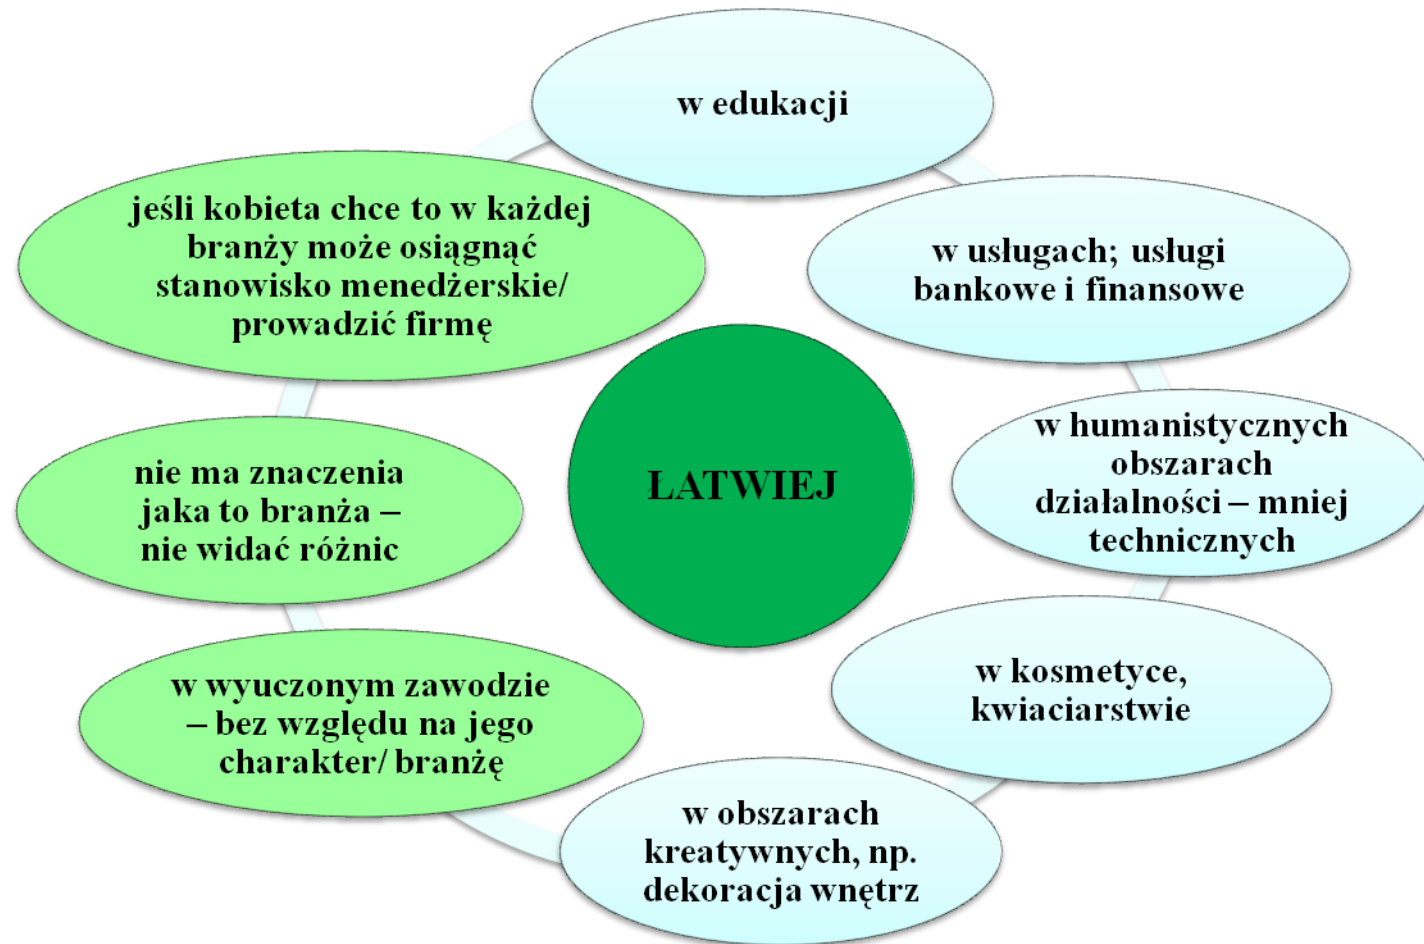 w edukacji
w usługach; usługi
bankowe i finansowe
w humanistycznych
obszarach
działalności – mniej
technicznych
w kosmetyce,
kwiaciarstwie
w obszarach
kreatywnych, np.
dekoracja wnętrz
w wyuczonym zawodzie
– bez względu na jego
charakter/ branżę
nie ma znaczenia
jaka to branża –
nie widać różnic
jeśli kobieta chce to w każdej
branży może osiągnąć
stanowisko menedżerskie/
prowadzić firmę
ŁATWIEJ